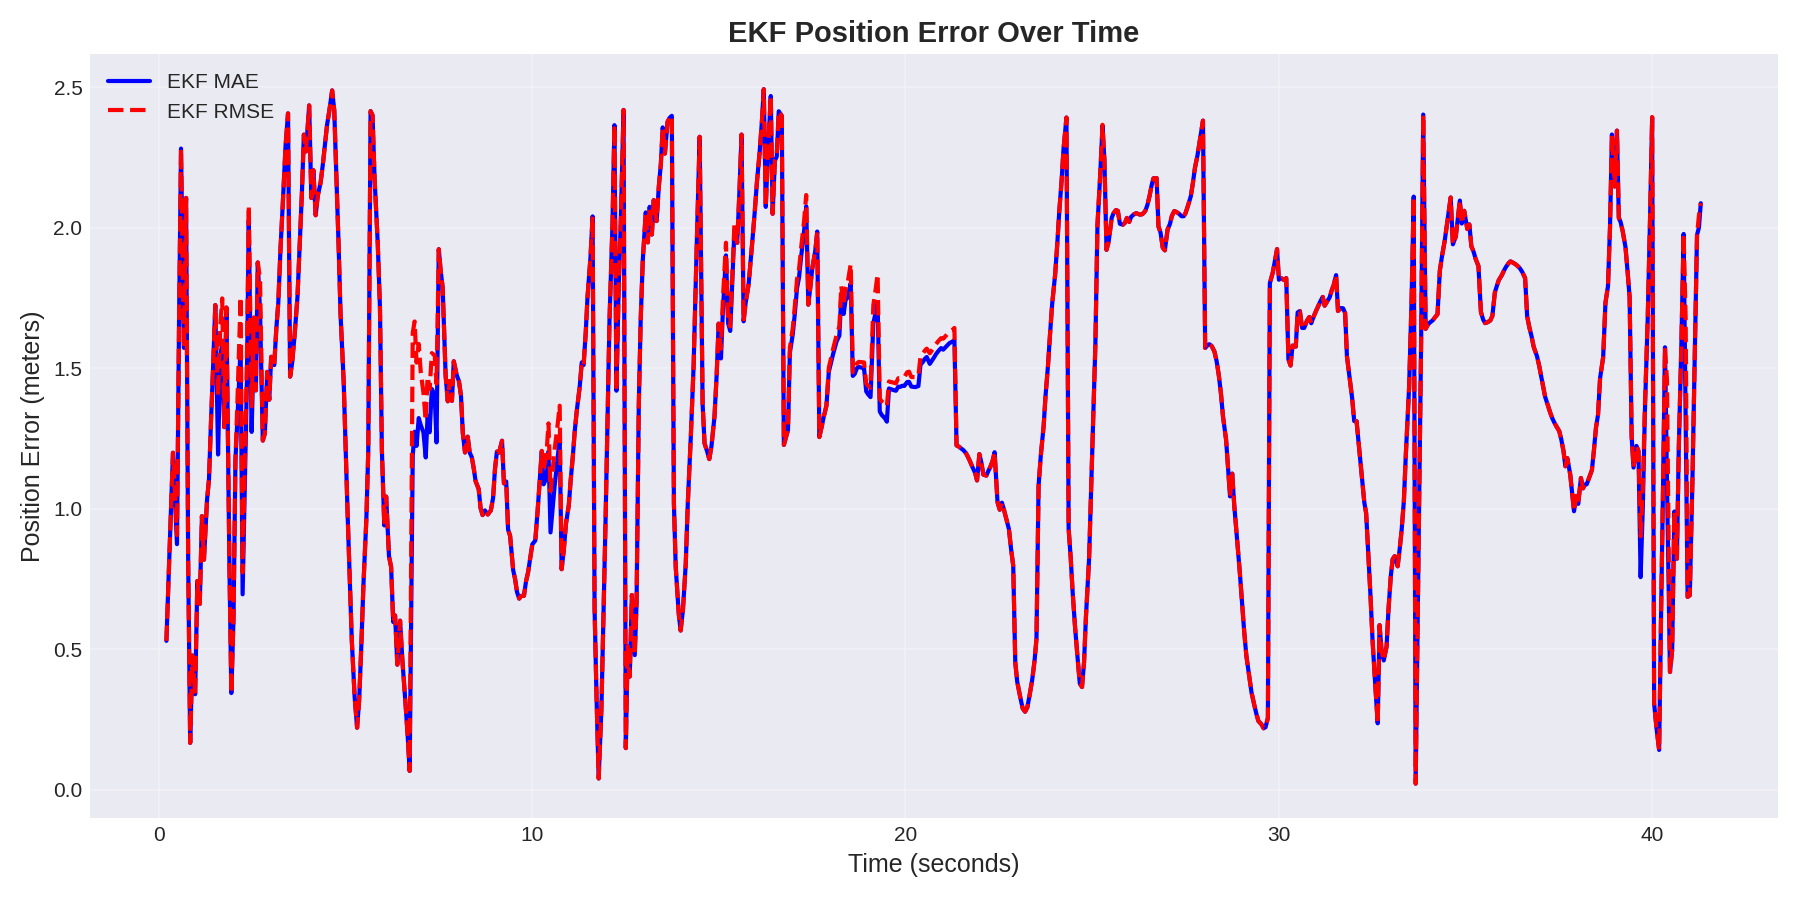 EKF Position Error Over Time
EKF MAE
EKF RMSE
Position Error (meters)
2.5
2.0
1.5
1.0
0.5
0.0
0 10 20 30 40
Time (seconds)